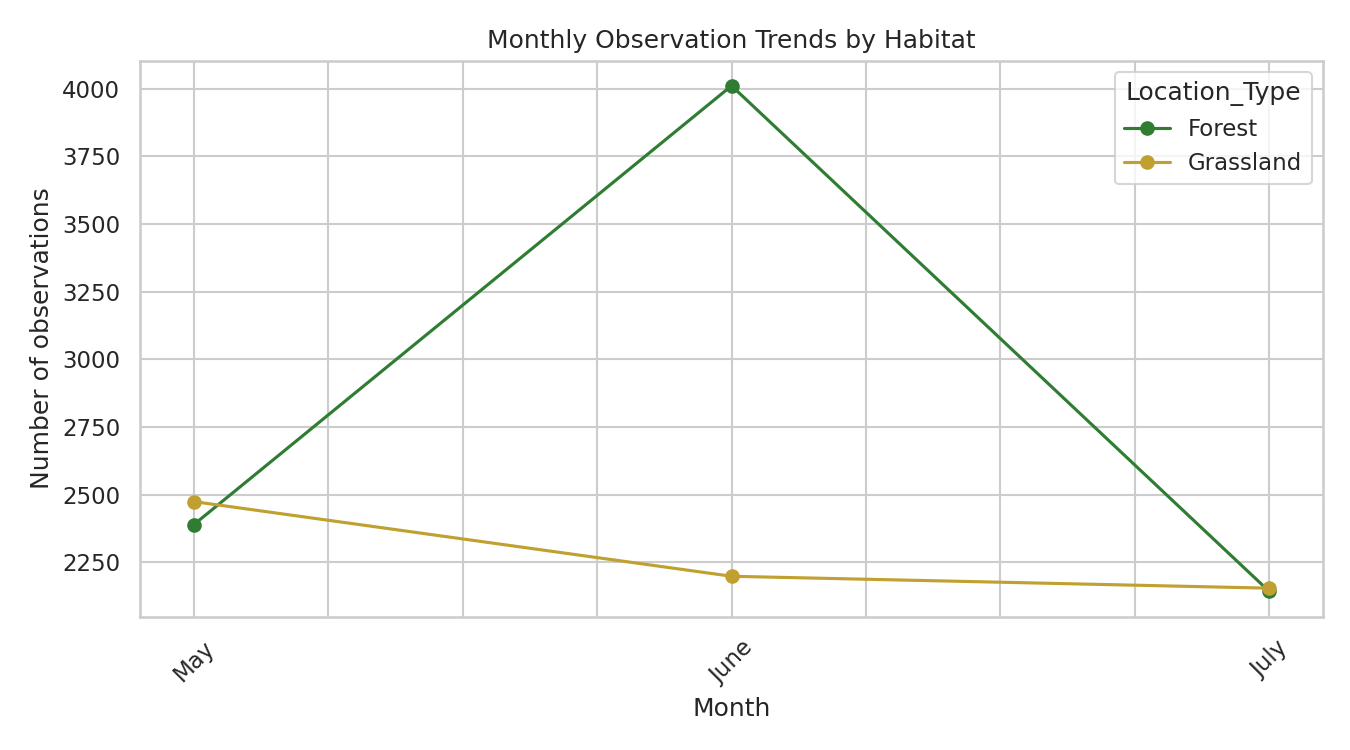 Monthly Observation Trends by Habitat
Location_Type
Forest
Grassland
Number of observations
4000
3750
3500
3250
3000
2750
2500
2250
May
June
July
Month